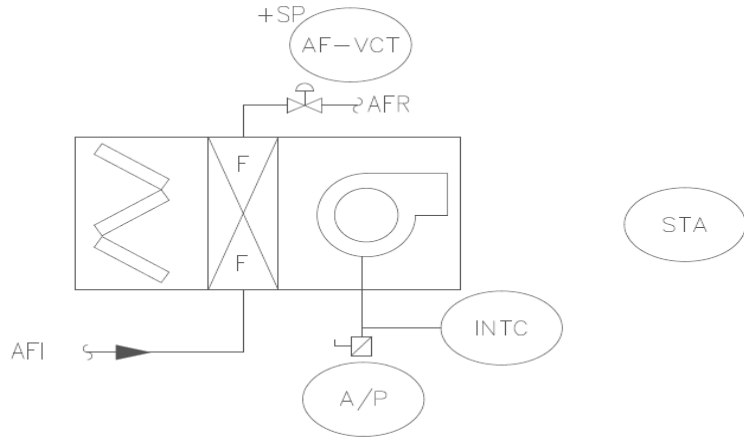 +SP
AF-VCT
AFR
F
F
STA
INTC
AFI
A/P